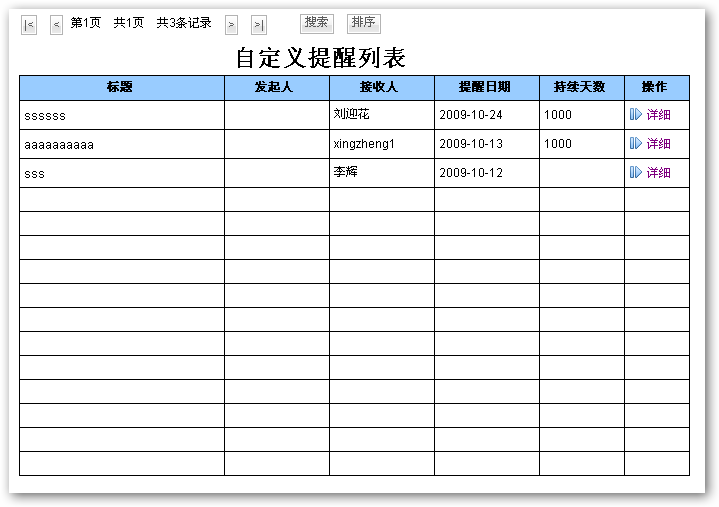 |< < 第1页 共1页 共3条记录 > >| 搜索 排序
自定义提醒列表
标题 发起人 接收人 提醒日期 持续天数 操作
ssssss 刘迎花 2009-10-24 1000 详细
aaaaaaaaaa xingzheng1 2009-10-13 1000 详细
sss 李辉 2009-10-12 详细